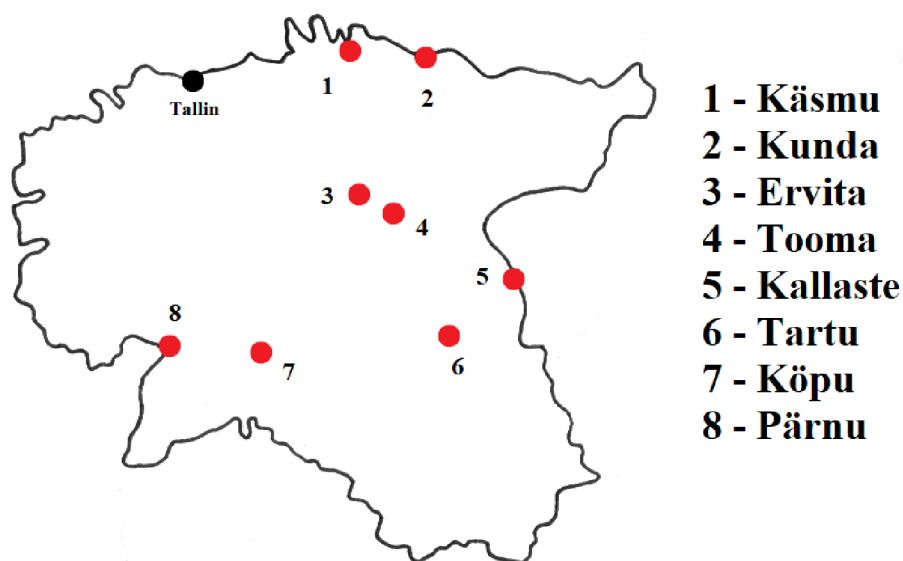 1
2
Tallin
3
4
5
8
7
6
1 - Käsmu
2 - Kunda
3 - Ervita
4 - Tooma
5 - Kallaste
6 - Tartu
7 - Köpu
8 - Pärnu